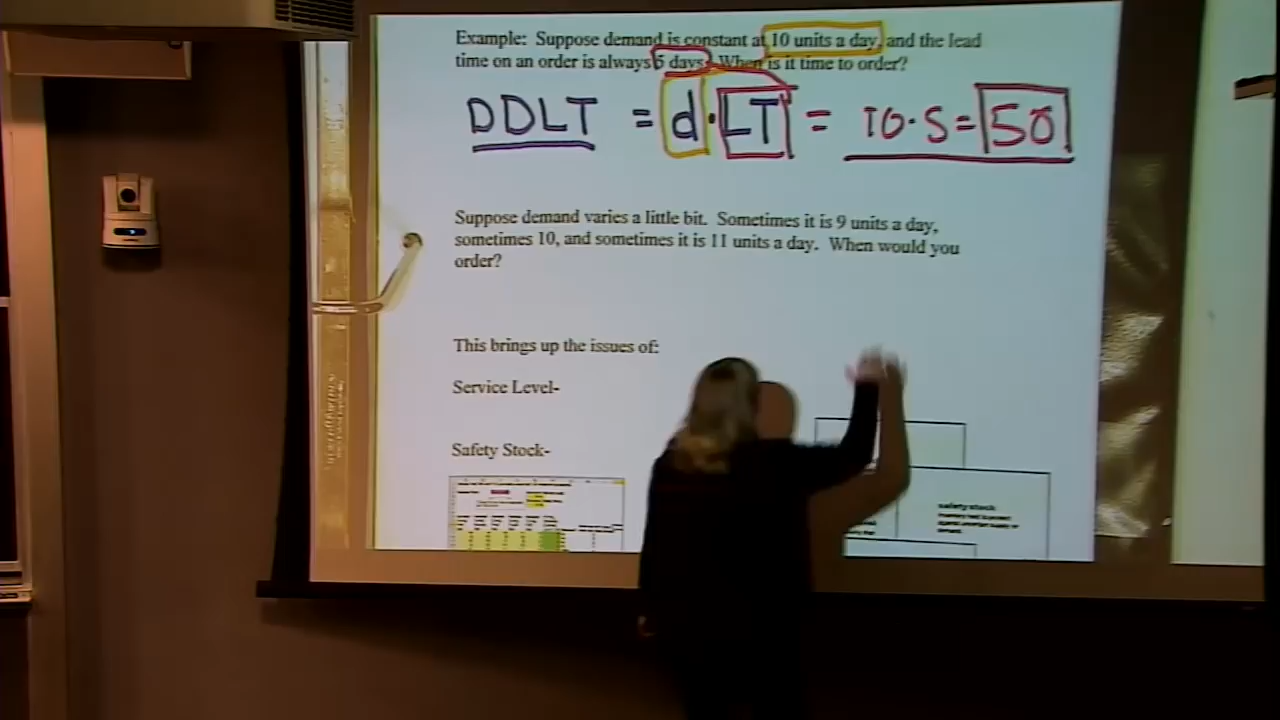 Example: Suppose demand is constant at 10 units a day, and the lead
time on an order is always 5 days. When is it time to order?
DDLT = d·LT = 10·5=50
Suppose demand varies a little bit. Sometimes it is 9 units a day,
sometimes 10, and sometimes it is 11 units a day. When would you
order?
This brings up the issues of:
Service Level-
Safety Stock-
safety stock